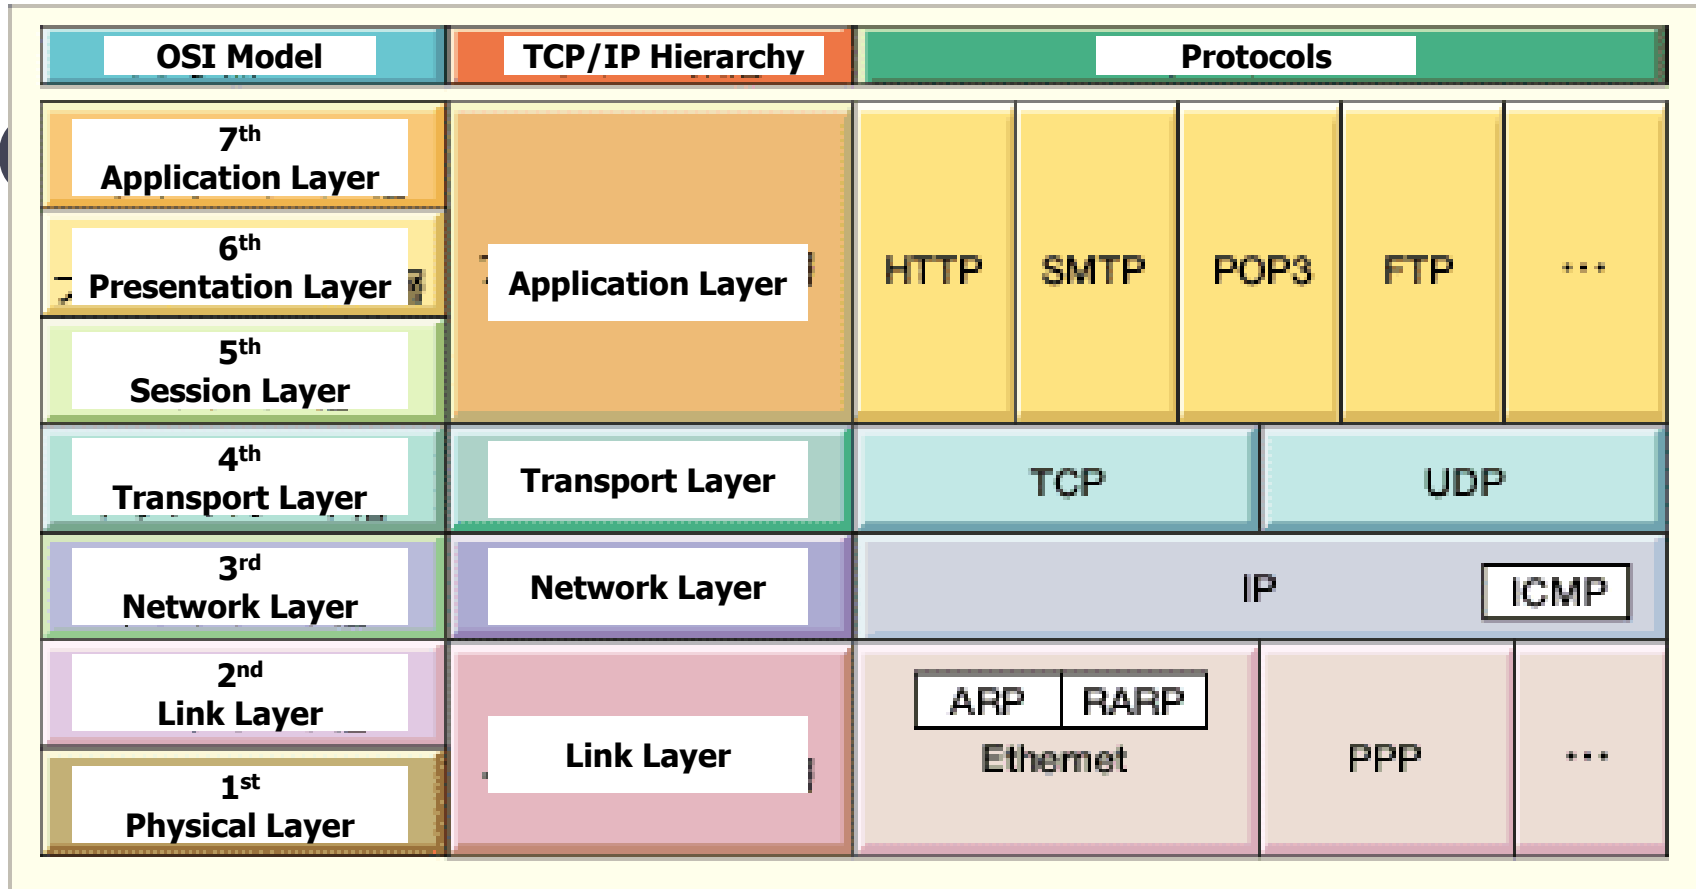 OSI Model
TCP/IP Hierarchy
Protocols
7th
Application Layer
6th
Presentation Layer
5th
Session Layer
4th
Transport Layer
3rd
Network Layer
2nd
Link Layer
1st
Physical Layer
Application Layer
Transport Layer
Network Layer
Link Layer
HTTP
SMTP
POP3
FTP
...
TCP
UDP
IP
ICMP
ARP
RARP
Ethernet
PPP
...